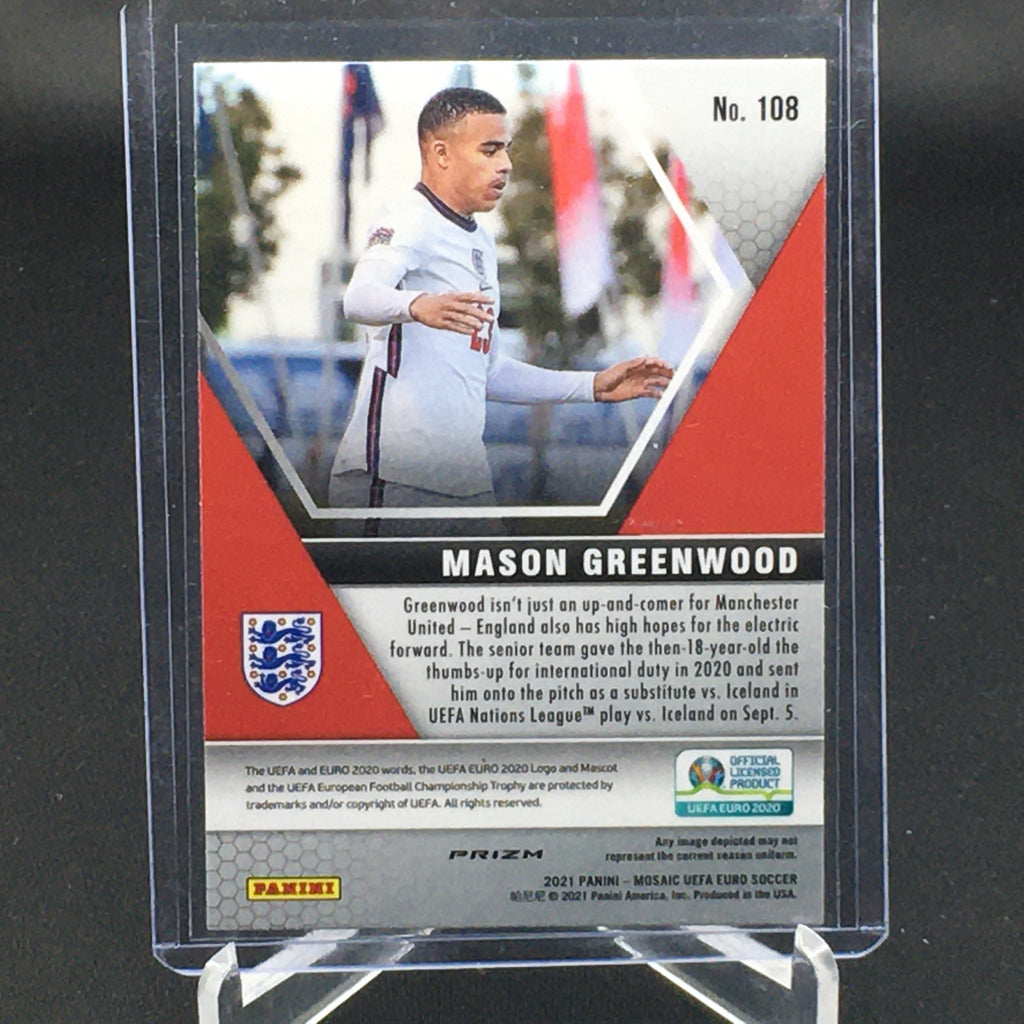 No. 108
23
MASON GREENWOOD
Greenwood isn't just an up-and-comer for Manchester
United – England also has high hopes for the electric
forward. The senior team gave the then-18-year-old the
thumbs-up for international duty in 2020 and sent
him onto the pitch as a substitute vs. Iceland in
UEFA Nations League™ play vs. Iceland on Sept. 5.
The UEFA and EURO 2020 words, the UEFA EURO 2020 Logo and Mascot
and the UEFA European Football Championship Trophy are protected by
trademarks and/or copyright of UEFA. All rights reserved.
OFFICIAL
LICENSED
PRODUCT
UEFA EURO 2020
Any image depicted may not
represent the current season uniform.
PRIZM
PANINI
2021 PANINI – MOSAIC UEFA EURO SOCCER
帕尼尼 © 2021 Panini America, Inc. Produced in the USA.